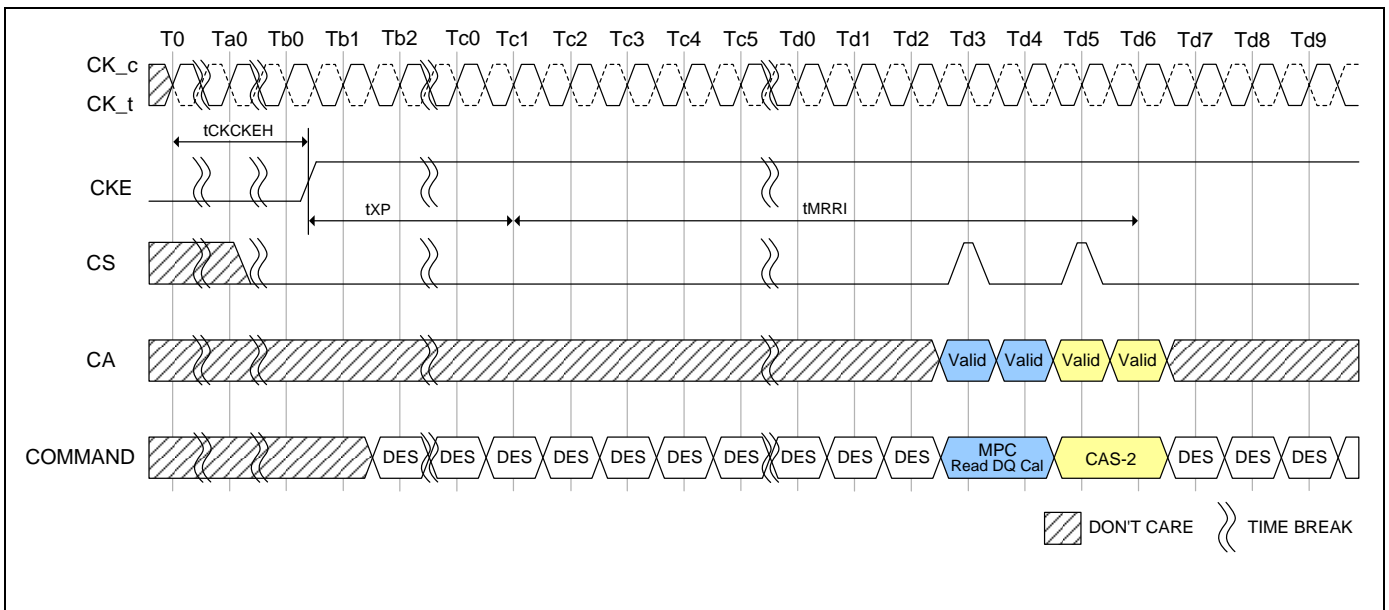 T0 Ta0 Tb0 Tb1 Tb2 Tc0 Tc1 Tc2 Tc3 Tc4 Tc5 Td0 Td1 Td2 Td3 Td4 Td5 Td6 Td7 Td8 Td9
CK_c
CK_t
tCKCKEH
CKE
tXP tMRRI
CS
CA Valid Valid Valid Valid
COMMAND DES DES DES DES DES DES DES DES DES MPC Read DQ Cal CAS-2 DES DES DES
DON'T CARE TIME BREAK